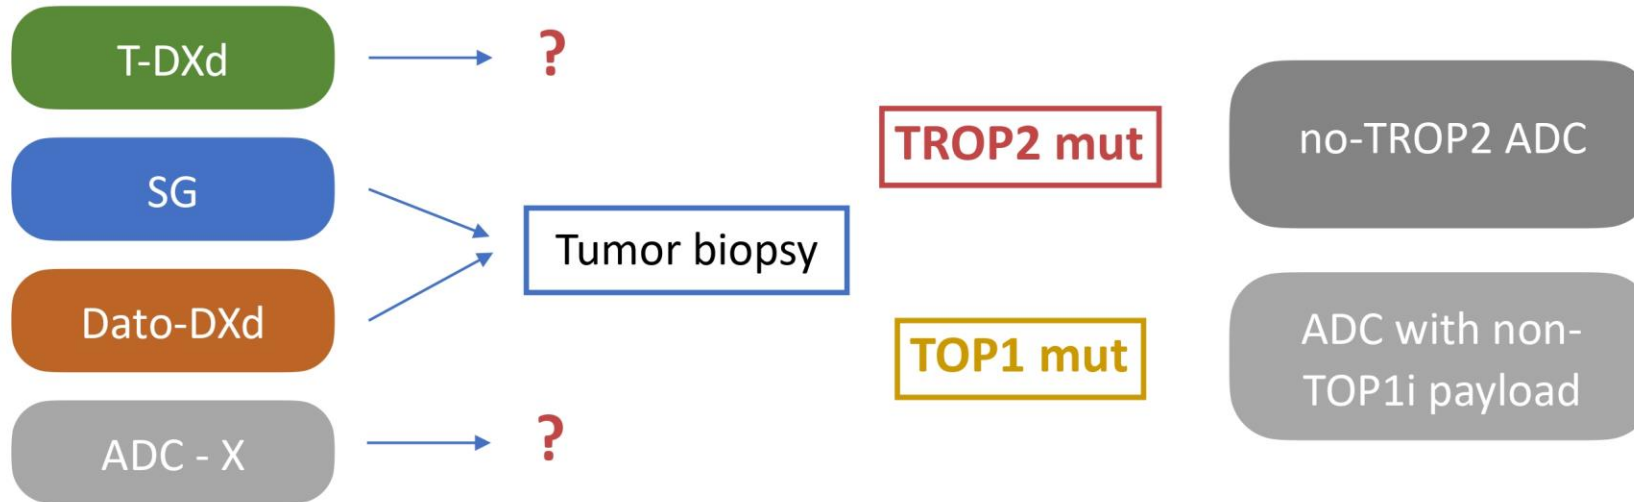 T-DXd
?
SG
Dato-DXd
ADC - X
?
Tumor biopsy
TROP2 mut
TOP1 mut
no-TROP2 ADC
ADC with non-
TOP1i payload